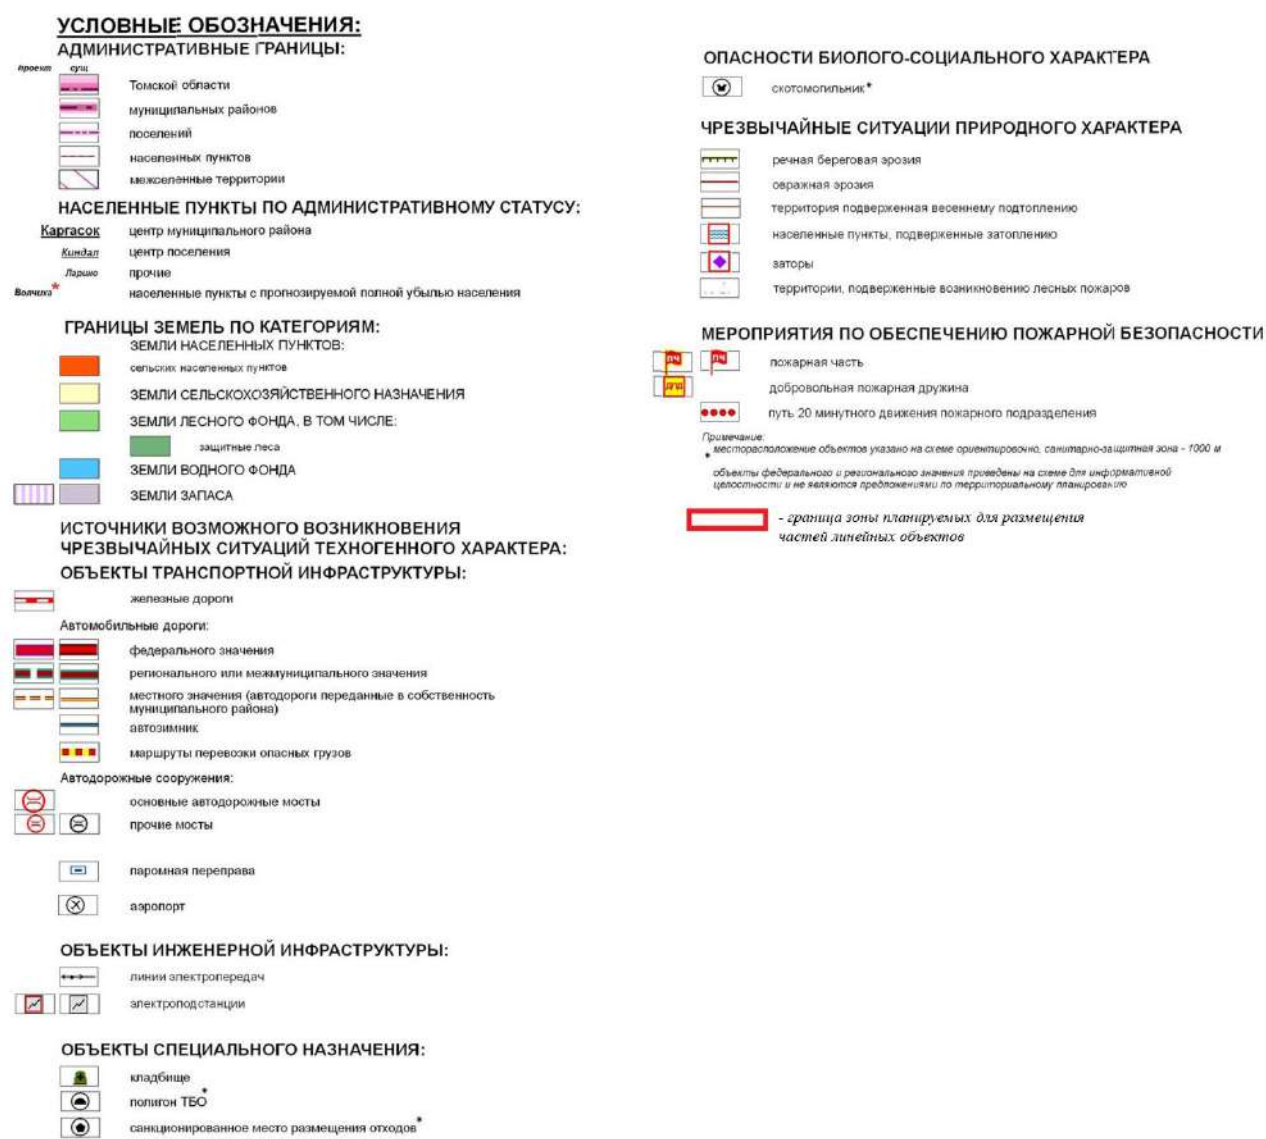 УСЛОВНЫЕ ОБОЗНАЧЕНИЯ:
АДМИНИСТРАТИВНЫЕ ГРАНИЦЫ:
проект сущ
Томской области
муниципальных районов
поселений
населенных пунктов
межселенные территории
НАСЕЛЕННЫЕ ПУНКТЫ ПО АДМИНИСТРАТИВНОМУ СТАТУСУ:
Каргасок центр муниципального района
Киндал центр поселения
Ларино прочие
Волчиха* населенные пункты с прогнозируемой полной убылью населения
ГРАНИЦЫ ЗЕМЕЛЬ ПО КАТЕГОРИЯМ:
ЗЕМЛИ НАСЕЛЕННЫХ ПУНКТОВ:
сельских населенных пунктов
ЗЕМЛИ СЕЛЬСКОХОЗЯЙСТВЕННОГО НАЗНАЧЕНИЯ
ЗЕМЛИ ЛЕСНОГО ФОНДА, В ТОМ ЧИСЛЕ:
защитные леса
ЗЕМЛИ ВОДНОГО ФОНДА
ЗЕМЛИ ЗАПАСА
ИСТОЧНИКИ ВОЗМОЖНОГО ВОЗНИКНОВЕНИЯ
ЧРЕЗВЫЧАЙНЫХ СИТУАЦИЙ ТЕХНОГЕННОГО ХАРАКТЕРА:
ОБЪЕКТЫ ТРАНСПОРТНОЙ ИНФРАСТРУКТУРЫ:
железные дороги
Автомобильные дороги:
федерального значения
регионального или межмуниципального значения
местного значения (автодороги переданные в собственность
муниципального района)
автозимник
маршруты перевозки опасных грузов
Автодорожные сооружения:
основные автодорожные мосты
прочие мосты
паромная переправа
аэропорт
ОБЪЕКТЫ ИНЖЕНЕРНОЙ ИНФРАСТРУКТУРЫ:
линии электропередач
электроподстанции
ОБЪЕКТЫ СПЕЦИАЛЬНОГО НАЗНАЧЕНИЯ:
кладбище
полигон ТБО*
санкционированное место размещения отходов*
ОПАСНОСТИ БИОЛОГО-СОЦИАЛЬНОГО ХАРАКТЕРА
скотомогильник*
ЧРЕЗВЫЧАЙНЫЕ СИТУАЦИИ ПРИРОДНОГО ХАРАКТЕРА
речная береговая эрозия
овражная эрозия
территория подверженная весеннему подтоплению
населенные пункты, подверженные затоплению
заторы
территории, подверженные возникновению лесных пожаров
МЕРОПРИЯТИЯ ПО ОБЕСПЕЧЕНИЮ ПОЖАРНОЙ БЕЗОПАСНОСТИ
ПЧ ПЧ пожарная часть
ДПД добровольная пожарная дружина
путь 20 минутного движения пожарного подразделения
Примечание:
* месторасположение объектов указано на схеме ориентировочно, санитарно-защитная зона - 1000 м
объекты федерального и регионального значения приведены на схеме для информативной
целостности и не являются предложениями по территориальному планированию
- граница зоны планируемых для размещения
частей линейных объектов